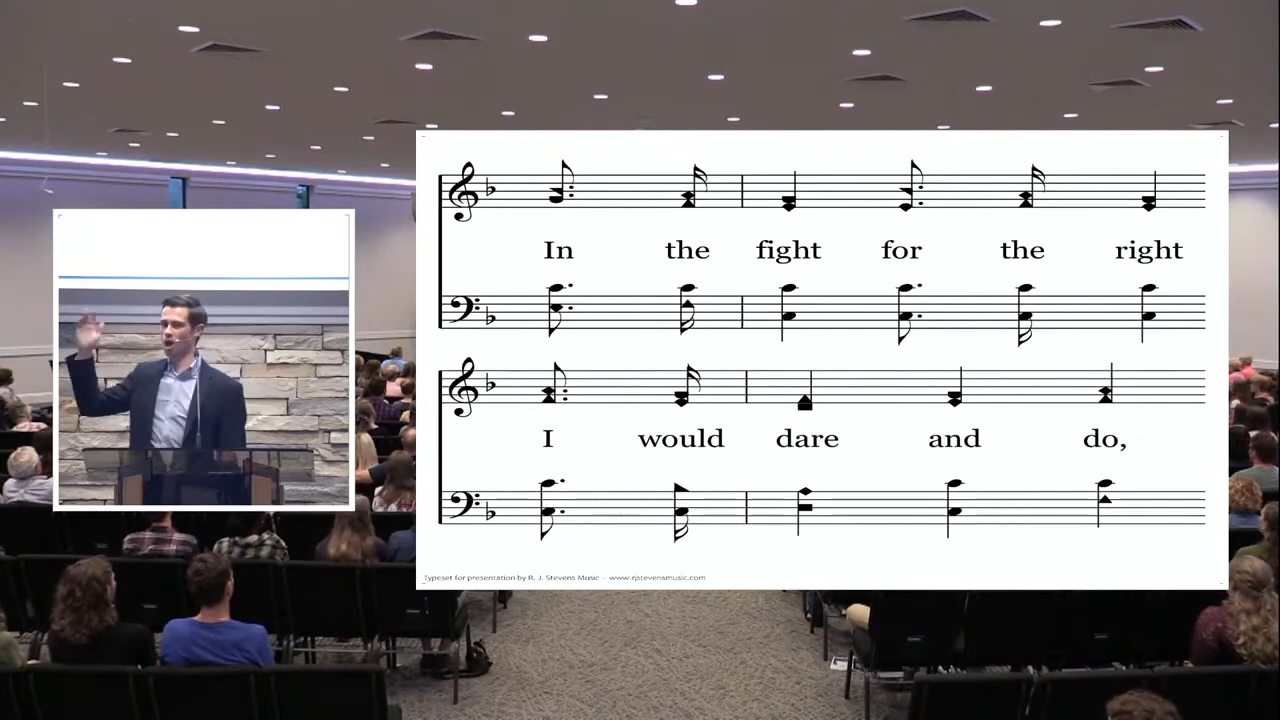 In the fight for the right
I would dare and do,
Typeset for presentation by R. J. Stevens Music - www.rjstevensmusic.com